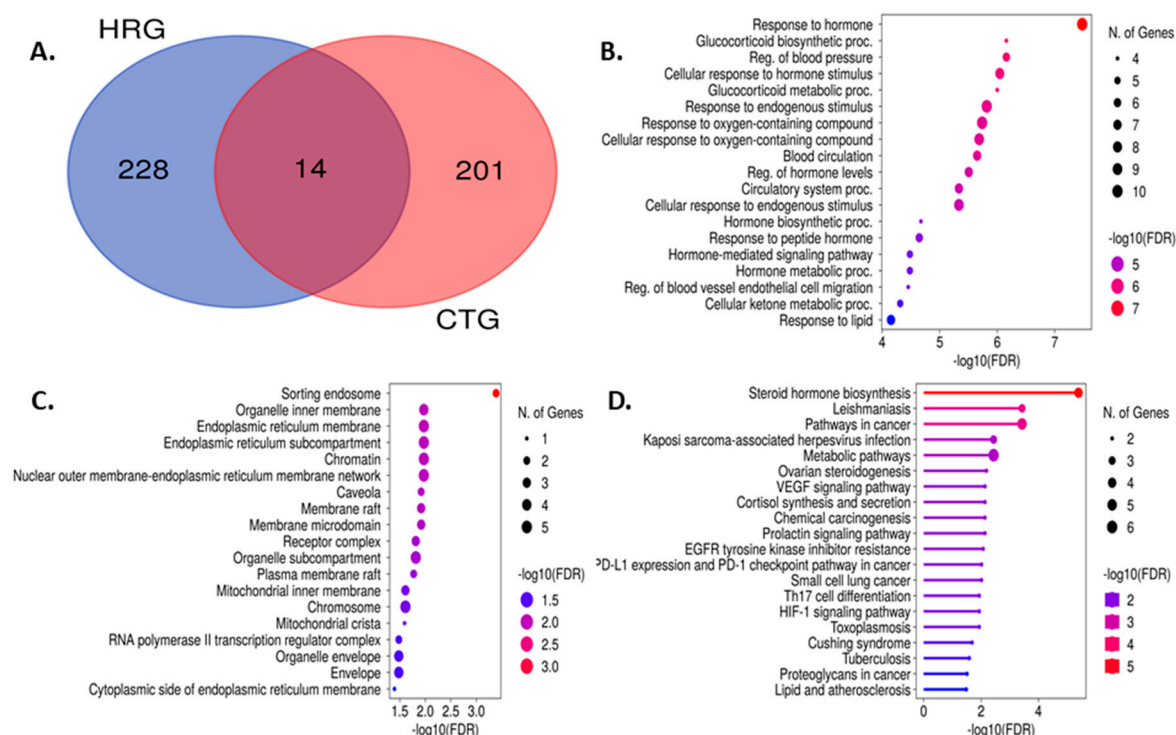 A.
HRG
228
14
201
CTG
B.
Response to hormone
Glucocorticoid biosynthetic proc.
Reg. of blood pressure
Cellular response to hormone stimulus
Glucocorticoid metabolic proc.
Response to endogenous stimulus
Response to oxygen-containing compound
Cellular response to oxygen-containing compound
Blood circulation
Reg. of hormone levels
Circulatory system proc.
Cellular response to endogenous stimulus
Hormone biosynthetic proc.
Response to peptide hormone
Hormone-mediated signaling pathway
Hormone metabolic proc.
Reg. of blood vessel endothelial cell migration
Cellular ketone metabolic proc.
Response to lipid
4 5 6 7
-log10(FDR)
N. of Genes
4
5
6
7
8
9
10
-log10(FDR)
5
6
7
C.
Sorting endosome
Organelle inner membrane
Endoplasmic reticulum membrane
Endoplasmic reticulum subcompartment
Chromatin
Nuclear outer membrane-endoplasmic reticulum membrane network
Caveola
Membrane raft
Membrane microdomain
Receptor complex
Organelle subcompartment
Plasma membrane raft
Mitochondrial inner membrane
Chromosome
Mitochondrial crista
RNA polymerase II transcription regulator complex
Organelle envelope
Envelope
Cytoplasmic side of endoplasmic reticulum membrane
1.5 2.0 2.5 3.0 3.5
-log10(FDR)
N. of Genes
1
2
3
4
5
-log10(FDR)
1.5
2.0
2.5
3.0
D.
Steroid hormone biosynthesis
Leishmaniasis
Pathways in cancer
Kaposi sarcoma-associated herpesvirus infection
Metabolic pathways
Ovarian steroidogenesis
VEGF signaling pathway
Cortisol synthesis and secretion
Chemical carcinogenesis
Prolactin signaling pathway
EGFR tyrosine kinase inhibitor resistance
PD-L1 expression and PD-1 checkpoint pathway in cancer
Small cell lung cancer
Th17 cell differentiation
HIF-1 signaling pathway
Toxoplasmosis
Cushing syndrome
Tuberculosis
Proteoglycans in cancer
Lipid and atherosclerosis
0 2 4
-log10(FDR)
N. of Genes
2
3
4
5
6
-log10(FDR)
2
3
4
5